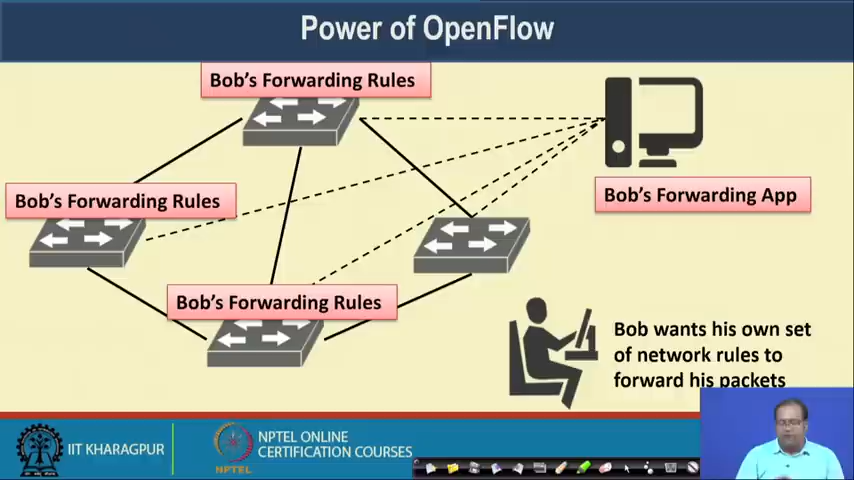 Power of OpenFlow
Bob's Forwarding Rules
Bob's Forwarding Rules
Bob's Forwarding App
Bob's Forwarding Rules
Bob wants his own set
of network rules to
forward his packets
IIT KHARAGPUR
NPTEL
NPTEL ONLINE
CERTIFICATION COURSES